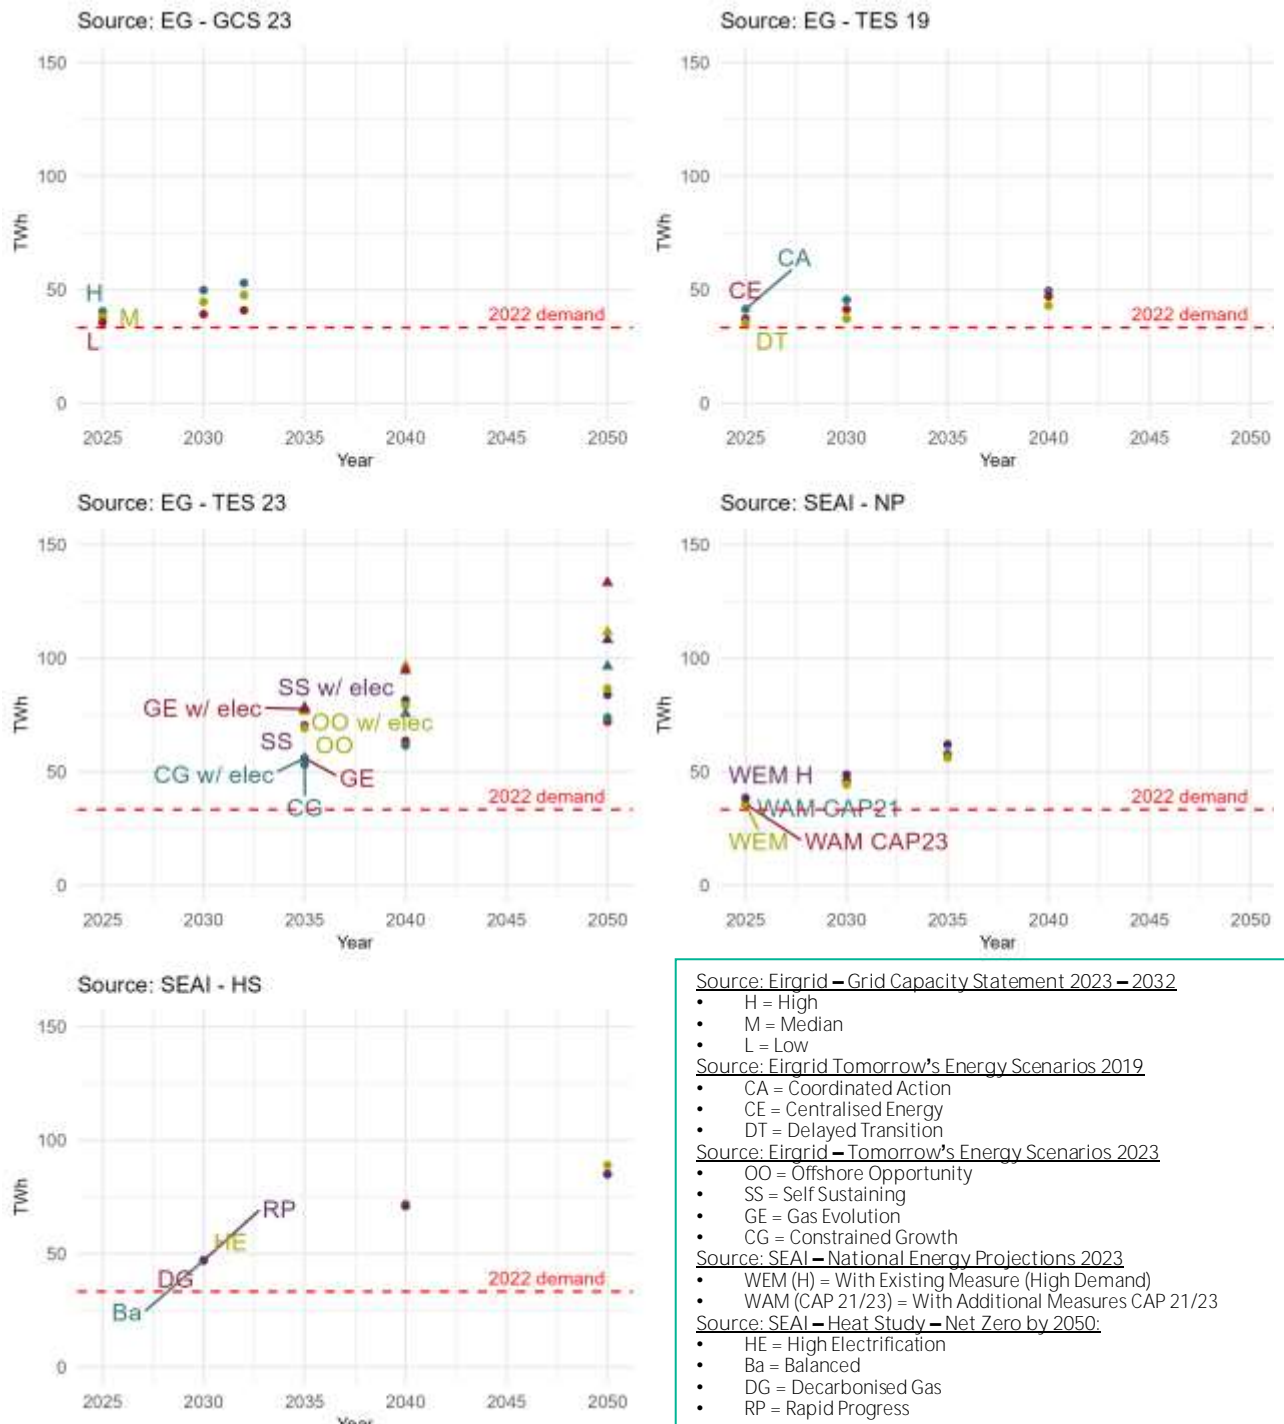 Source: EG - GCS 23
150
100
50
0
TWh
H
M
L
2022 demand
2025 2030 2035 2040 2045 2050
Year
Source: EG - TES 19
150
100
50
0
TWh
CA
CE
DT
2022 demand
2025 2030 2035 2040 2045 2050
Year
Source: EG - TES 23
150
100
50
0
TWh
SS w/ elec
GE w/ elec
OO w/ elec
SS
OO
CG w/ elec
GE
CG
2022 demand
2025 2030 2035 2040 2045 2050
Year
Source: SEAI - NP
150
100
50
0
TWh
WEM H
WAM CAP21
WEM
WAM CAP23
2022 demand
2025 2030 2035 2040 2045 2050
Year
Source: SEAI - HS
150
100
50
0
TWh
RP
HE
DG
Ba
2022 demand
2025 2030 2035 2040 2045 2050
Year
Source: Eirgrid – Grid Capacity Statement 2023 – 2032
• H = High
• M = Median
• L = Low
Source: Eirgrid Tomorrow's Energy Scenarios 2019
• CA = Coordinated Action
• CE = Centralised Energy
• DT = Delayed Transition
Source: Eirgrid – Tomorrow's Energy Scenarios 2023
• OO = Offshore Opportunity
• SS = Self Sustaining
• GE = Gas Evolution
• CG = Constrained Growth
Source: SEAI – National Energy Projections 2023
• WEM (H) = With Existing Measure (High Demand)
• WAM (CAP 21/23) = With Additional Measures CAP 21/23
Source: SEAI – Heat Study – Net Zero by 2050:
• HE = High Electrification
• Ba = Balanced
• DG = Decarbonised Gas
• RP = Rapid Progress